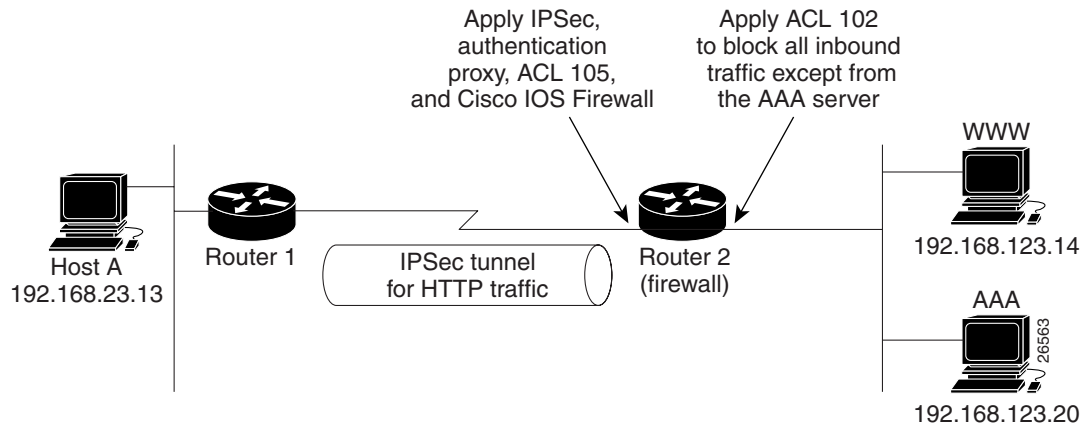 Apply IPSec,
authentication
proxy, ACL 105,
and Cisco IOS Firewall
Apply ACL 102
to block all inbound
traffic except from
the AAA server
WWW
192.168.123.14
Host A
192.168.23.13
Router 1
IPSec tunnel
for HTTP traffic
Router 2
(firewall)
AAA
192.168.123.20
26563